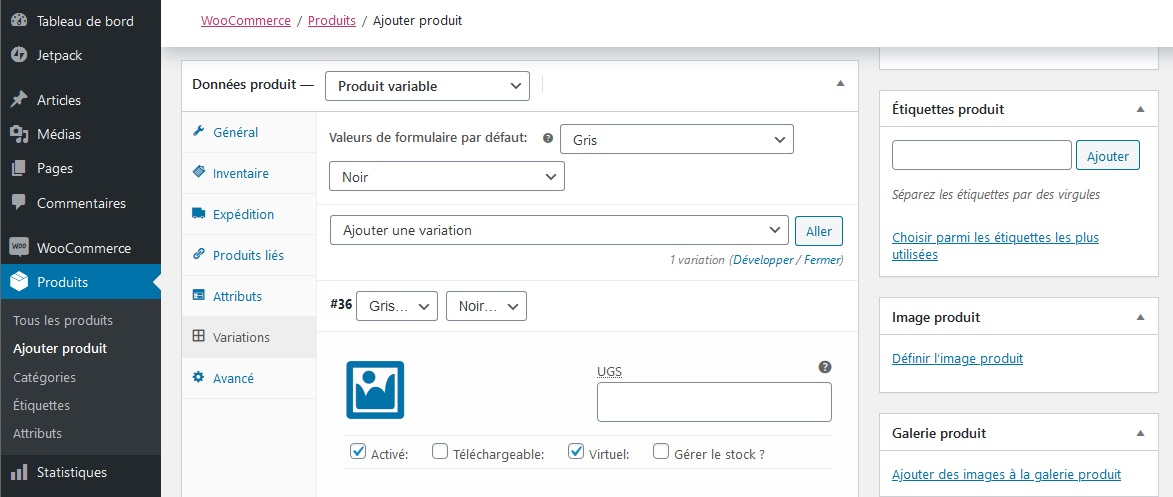 Tableau de bord
Jetpack
Articles
Médias
Pages
Commentaires
Woo
WooCommerce
Produits
Tous les produits
Ajouter produit
Catégories
Étiquettes
Attributs
Statistiques
WooCommerce / Produits / Ajouter produit
Données produit — Produit variable
Général
Inventaire
Expédition
Produits liés
Attributs
Variations
Avancé
Valeurs de formulaire par défaut: ? Gris
Noir
Ajouter une variation Aller
1 variation (Développer / Fermer)
#36 Gris... Noir...
UGS ?
Activé: Téléchargeable: Virtuel: Gérer le stock ?
Étiquettes produit
Ajouter
Séparez les étiquettes par des virgules
Choisir parmi les étiquettes les plus
utilisées
Image produit
Définir l'image produit
Galerie produit
Ajouter des images à la galerie produit